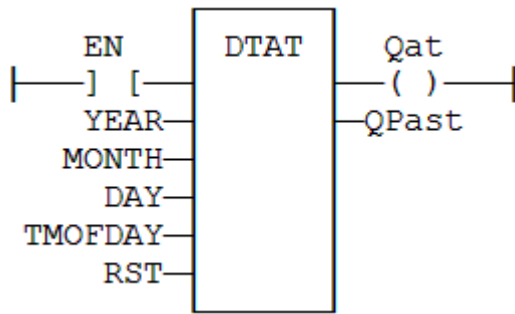 EN DTAT Qat
] [ ( )
YEAR QPast
MONTH
DAY
TMOFDAY
RST